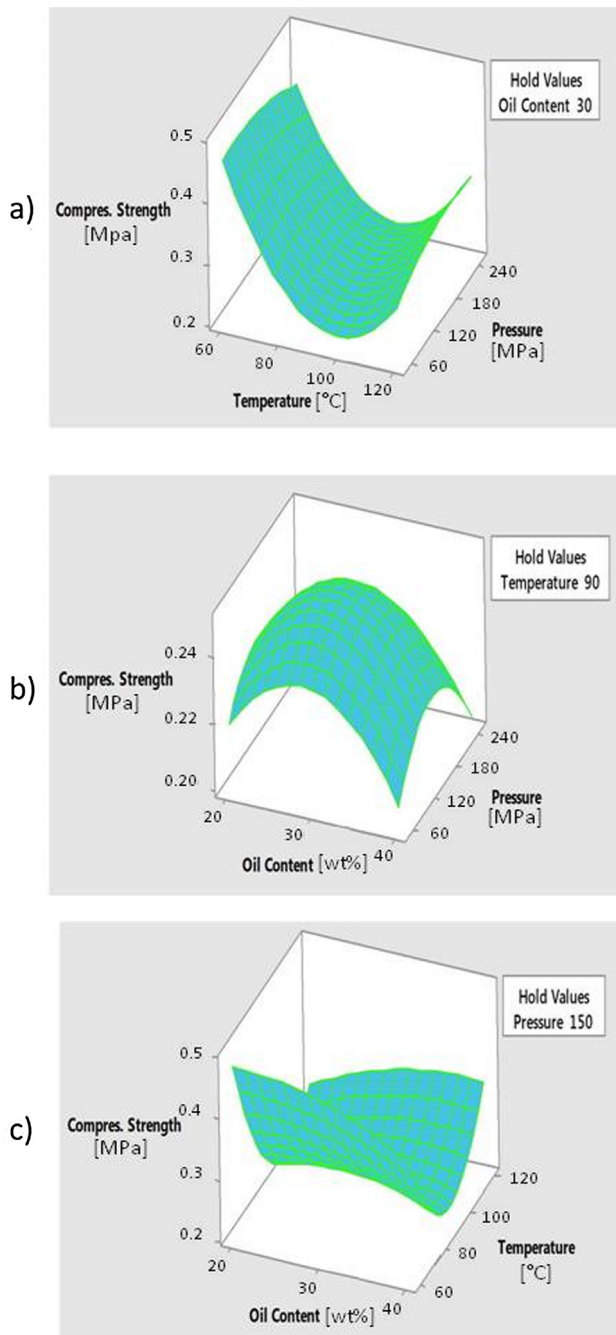 a)
Hold Values
Oil Content 30
0.5
0.4
0.3
0.2
Compres. Strength
[Mpa]
60
80
100
120
Temperature [°C]
60
120
180
240
Pressure
[MPa]
b)
Hold Values
Temperature 90
0.24
0.22
0.20
Compres. Strength
[MPa]
20
30
40
Oil Content [wt%]
60
120
180
240
Pressure
[MPa]
c)
Hold Values
Pressure 150
0.5
0.4
0.3
0.2
Compres. Strength
[MPa]
20
30
40
Oil Content [wt%]
60
80
100
120
Temperature
[°C]